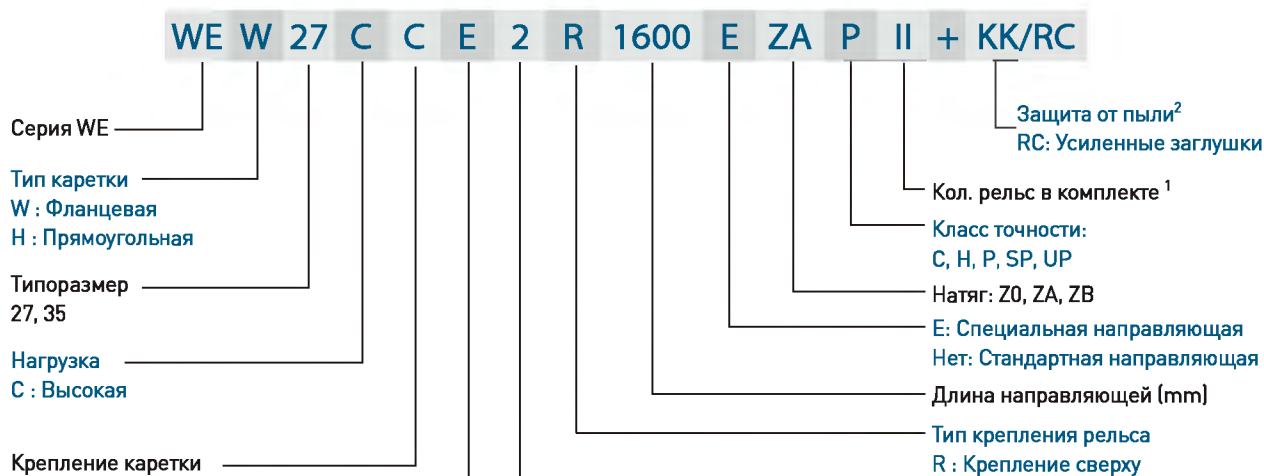 WE W 27 C C E 2 R 1600 E ZA P II + KK/RC
Серия WE
Тип каретки
W : Фланцевая
H : Прямоугольная
Типоразмер
27, 35
Нагрузка
C : Высокая
Крепление каретки
Защита от пыли²
RC: Усиленные заглушки
Кол. рельс в комплекте ¹
Класс точности:
C, H, P, SP, UP
Натяг: Z0, ZA, ZB
E: Специальная направляющая
Нет: Стандартная направляющая
Длина направляющей (mm)
Тип крепления рельса
R : Крепление сверху